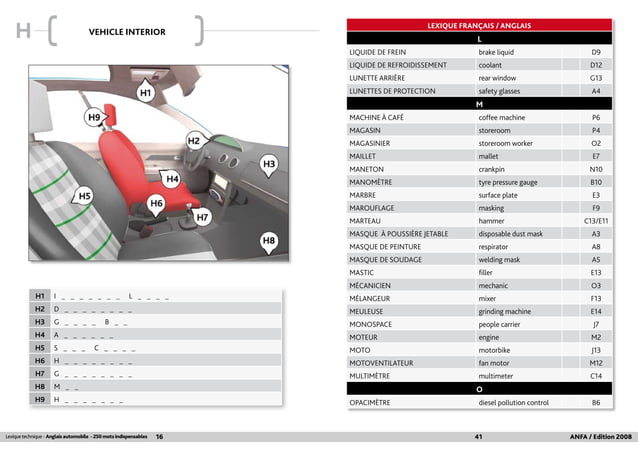 H
VEHICLE INTERIOR
H1
H9
H2
H3
H4
H5
H6
H7
H8
H1 I _ _ _ _ _ _ _ L _ _ _ _
H2 D _ _ _ _ _ _ _ _
H3 G _ _ _ _ B _ _
H4 A _ _ _ _ _ _
H5 S _ _ _ C _ _ _ _
H6 H _ _ _ _ _ _ _ _
H7 G _ _ _ _ _ _ _ _
H8 M _ _
H9 H _ _ _ _ _ _ _
Lexique technique - Anglais automobile - 250 mots indispensables 16
LEXIQUE FRANÇAIS / ANGLAIS
L
LIQUIDE DE FREIN brake liquid D9
LIQUIDE DE REFROIDISSEMENT coolant D12
LUNETTE ARRIÈRE rear window G13
LUNETTES DE PROTECTION safety glasses A4
M
MACHINE À CAFÉ coffee machine P6
MAGASIN storeroom P4
MAGASINIER storeroom worker O2
MAILLET mallet E7
MANETON crankpin N10
MANOMÈTRE tyre pressure gauge B10
MARBRE surface plate E3
MAROUFLAGE masking F9
MARTEAU hammer C13/E11
MASQUE À POUSSIÈRE JETABLE disposable dust mask A3
MASQUE DE PEINTURE respirator A8
MASQUE DE SOUDAGE welding mask A5
MASTIC filler E13
MÉCANICIEN mechanic O3
MÉLANGEUR mixer F13
MEULEUSE grinding machine E14
MONOSPACE people carrier J7
MOTEUR engine M2
MOTO motorbike J13
MOTOVENTILATEUR fan motor M12
MULTIMÈTRE multimeter C14
O
OPACIMÈTRE diesel pollution control B6
41 ANFA / Edition 2008